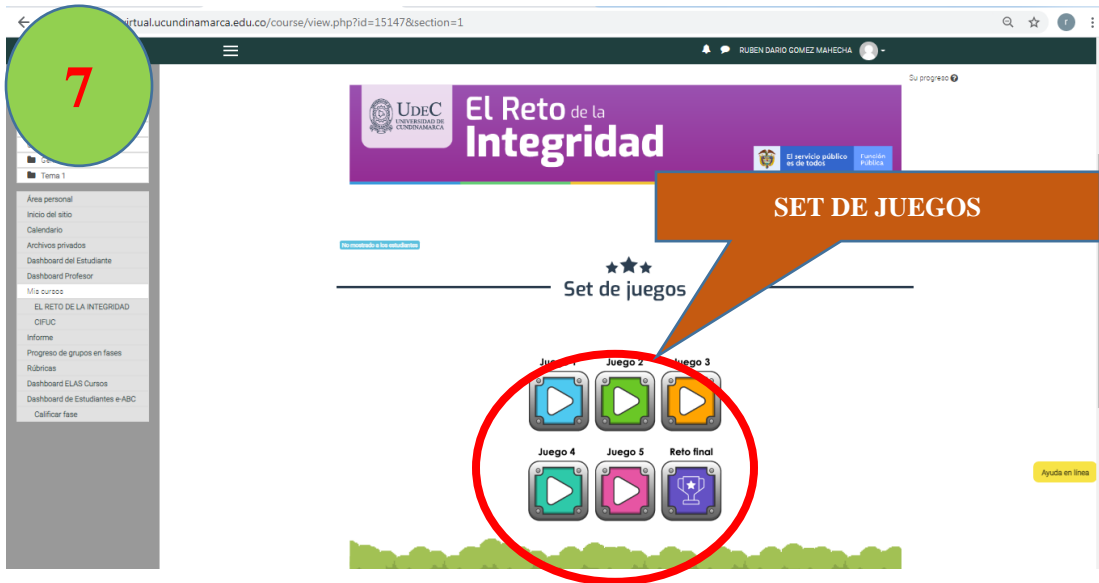 irtual.ucundinamarca.edu.co/course/view.php?id=15147&section=1
7
RUBEN DARIO GOMEZ MAHECHA
Su progreso
UDEC
UNIVERSIDAD DE
CUNDINAMARCA
El Reto de la
Integridad
El servicio público
es de todos
Función
Pública
Tema 1
SET DE JUEGOS
Área personal
Inicio del sitio
Calendario
Archivos privados
Dashboard del Estudiante
Dashboard Profesor
Mis cursos
EL RETO DE LA INTEGRIDAD
CIFUC
Informe
Progreso de grupos en fases
Rúbricas
Dashboard ELAS Cursos
Dashboard de Estudiantes e-ABC
Calificar fase
No mostrado a los estudiantes
Set de juegos
Juego 1 Juego 2 Juego 3
Juego 4 Juego 5 Reto final
Ayuda en línea